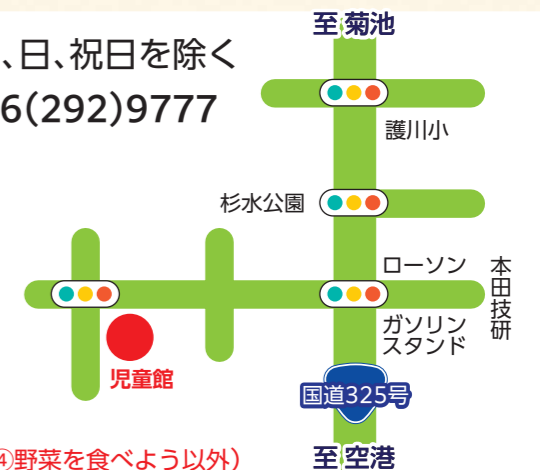 至 菊池
、日、祝日を除く
6(292)9777
護川小
杉水公園
ローソン
本田技研
ガソリン
スタンド
児童館
国道325号
④野菜を食べよう以外)
至 空港